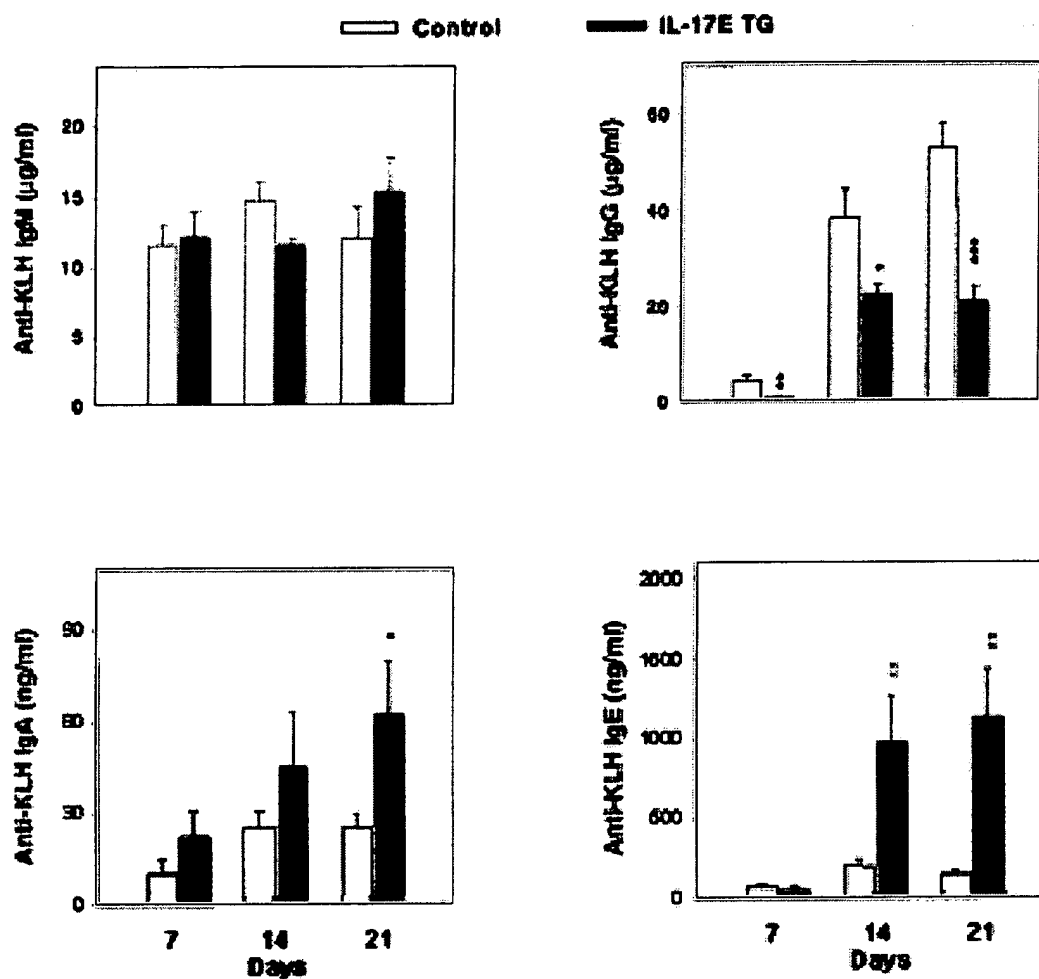 Control IL-17E TG
Anti-KLH IgM (µg/ml)
20
15
10
5
0
Anti-KLH IgG (µg/ml)
60
40
20
0
*
**
***
Anti-KLH IgA (ng/ml)
90
60
30
0
*
7 14 21
Days
Anti-KLH IgE (ng/ml)
2000
1500
1000
500
0
**
**
7 14 21
Days